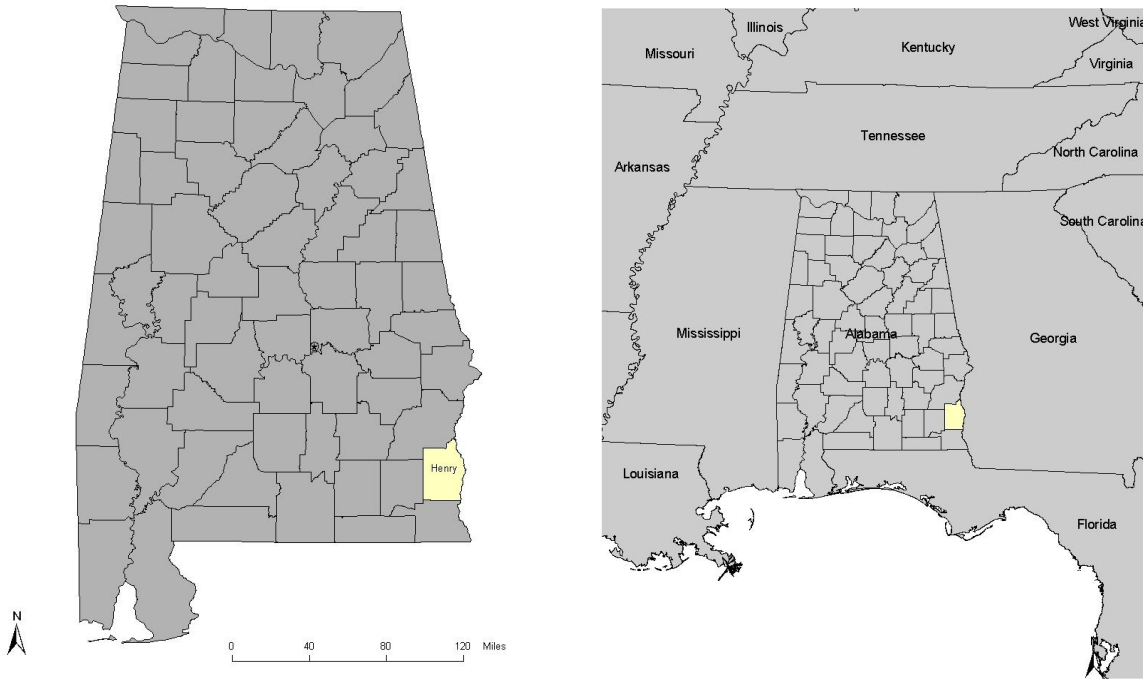 Henry
N
0 40 80 120 Miles
Illinois
West Virginia
Missouri
Kentucky
Virginia
Tennessee
Arkansas
North Carolina
South Carolina
Mississippi
Alabama
Georgia
Louisiana
Florida